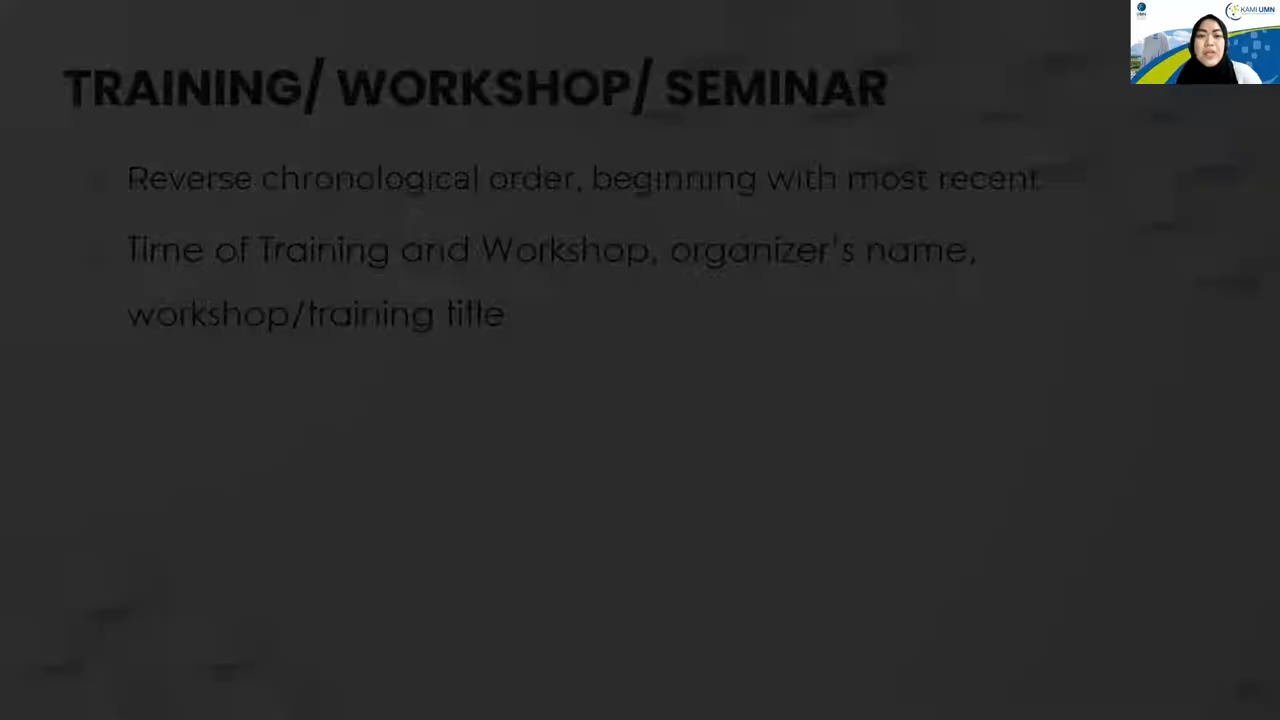 TRAINING/ WORKSHOP/ SEMINAR
Reverse chronological order, beginning with most recent
Time of Training and Workshop, organizer's name,
workshop/training title
UMN
KAMI UMN